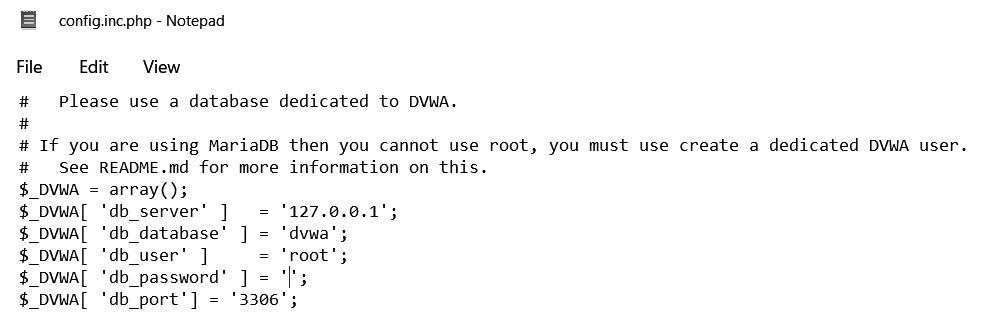 config.inc.php - Notepad
File Edit View
#   Please use a database dedicated to DVWA.
#
# If you are using MariaDB then you cannot use root, you must use create a dedicated DVWA user.
#   See README.md for more information on this.
$_DVWA = array();
$_DVWA[ 'db_server' ]   = '127.0.0.1';
$_DVWA[ 'db_database' ] = 'dvwa';
$_DVWA[ 'db_user' ]     = 'root';
$_DVWA[ 'db_password' ] = '';
$_DVWA[ 'db_port'] = '3306';